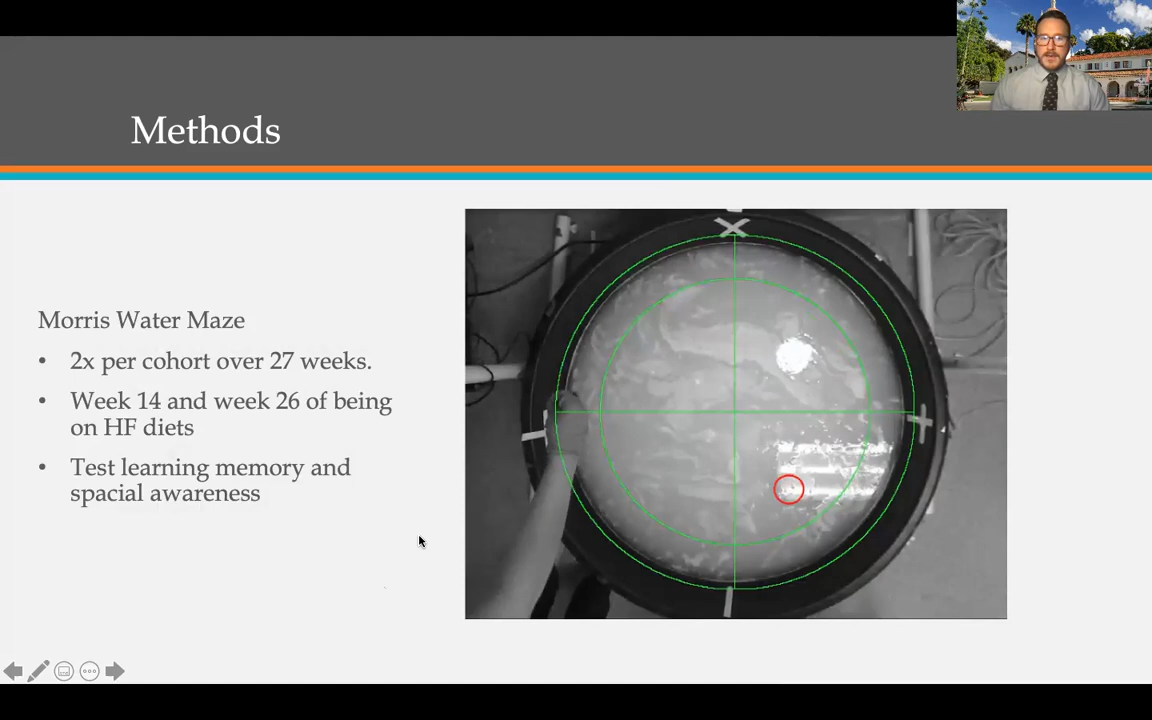 Methods
Morris Water Maze
• 2x per cohort over 27 weeks.
• Week 14 and week 26 of being
on HF diets
• Test learning memory and
spacial awareness